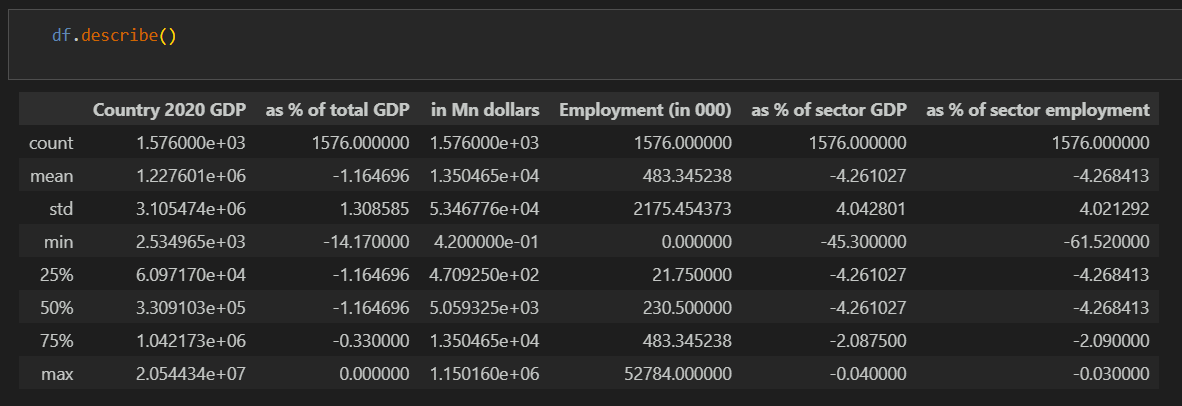 df.describe()
Country 2020 GDP as % of total GDP in Mn dollars Employment (in 000) as % of sector GDP as % of sector employment
count 1.576000e+03 1576.000000 1.576000e+03 1576.000000 1576.000000 1576.000000
mean 1.227601e+06 -1.164696 1.350465e+04 483.345238 -4.261027 -4.268413
std 3.105474e+06 1.308585 5.346776e+04 2175.454373 4.042801 4.021292
min 2.534965e+03 -14.170000 4.200000e-01 0.000000 -45.300000 -61.520000
25% 6.097170e+04 -1.164696 4.709250e+02 21.750000 -4.261027 -4.268413
50% 3.309103e+05 -1.164696 5.059325e+03 230.500000 -4.261027 -4.268413
75% 1.042173e+06 -0.330000 1.350465e+04 483.345238 -2.087500 -2.090000
max 2.054434e+07 0.000000 1.150160e+06 52784.000000 -0.040000 -0.030000